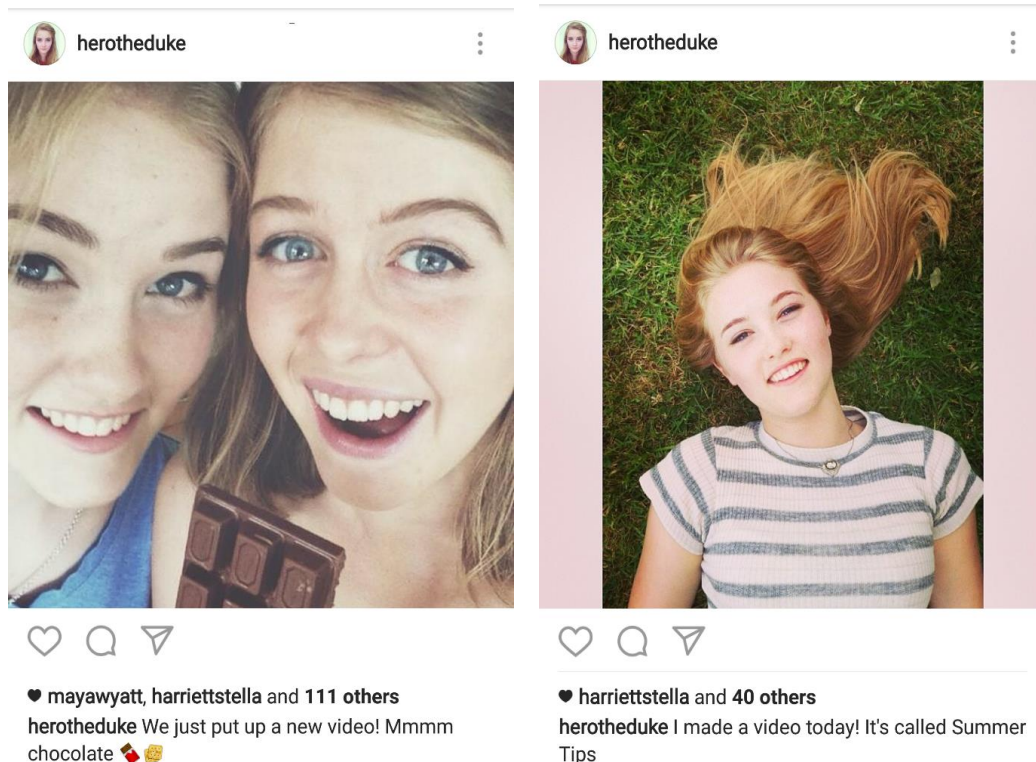 herotheduke
mayawyatt, harriettstella and 111 others
herotheduke We just put up a new video! Mmmm
chocolate 🍫
herotheduke
harriettstella and 40 others
herotheduke I made a video today! It's called Summer
Tips